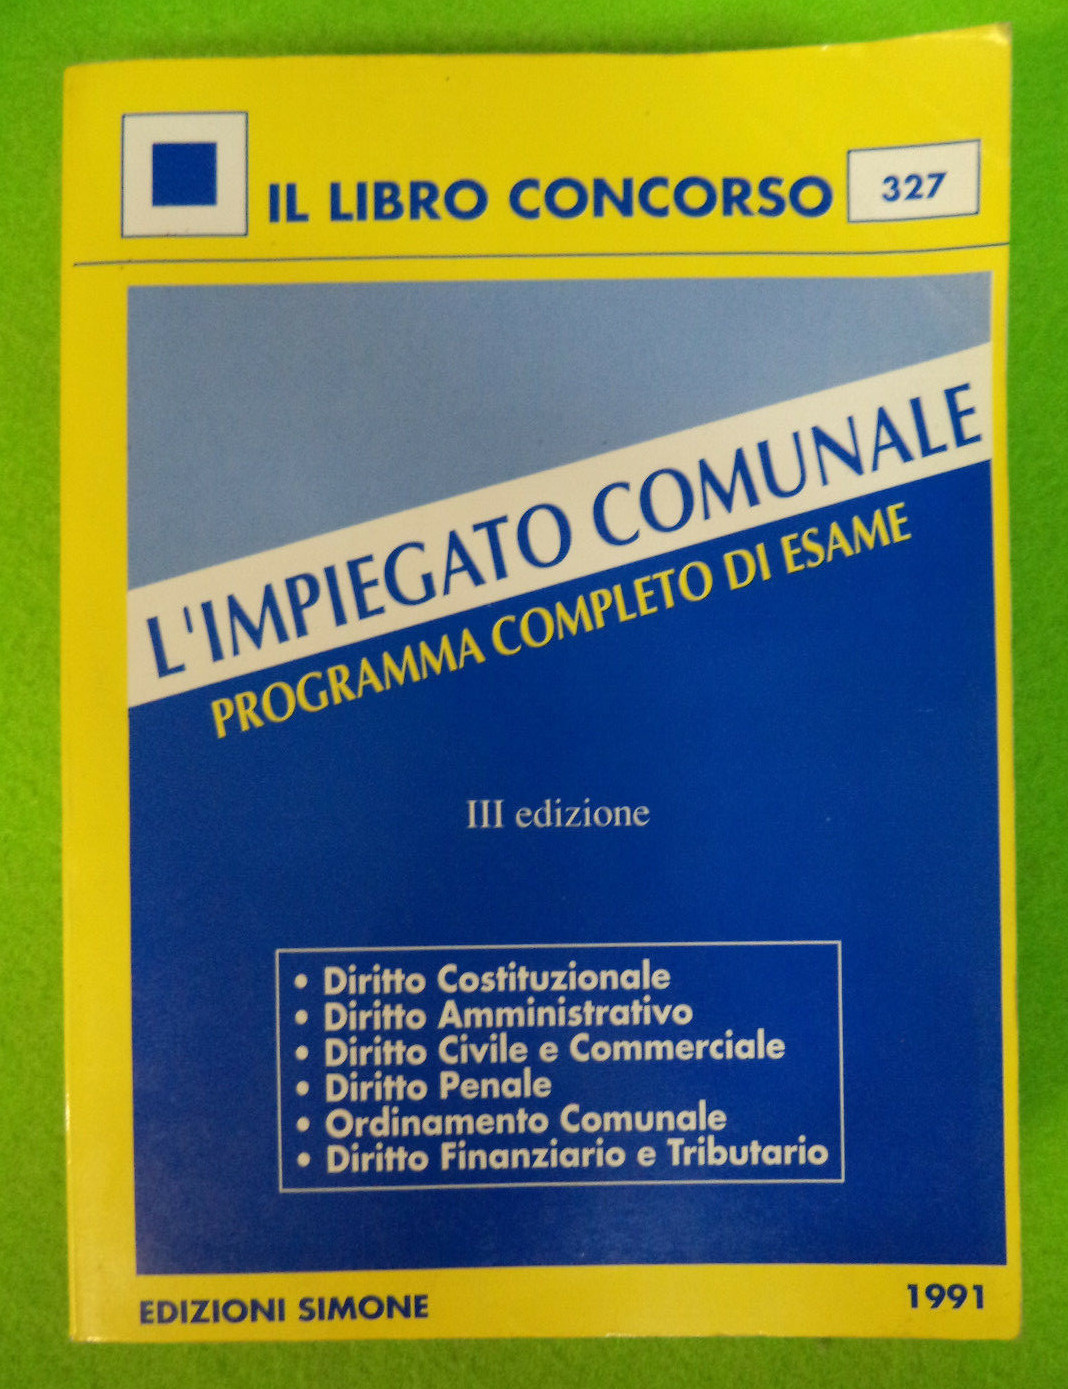 IL LIBRO CONCORSO 327
L'IMPIEGATO COMUNALE
PROGRAMMA COMPLETO DI ESAME
III edizione
• Diritto Costituzionale
• Diritto Amministrativo
• Diritto Civile e Commerciale
• Diritto Penale
• Ordinamento Comunale
• Diritto Finanziario e Tributario
EDIZIONI SIMONE 1991